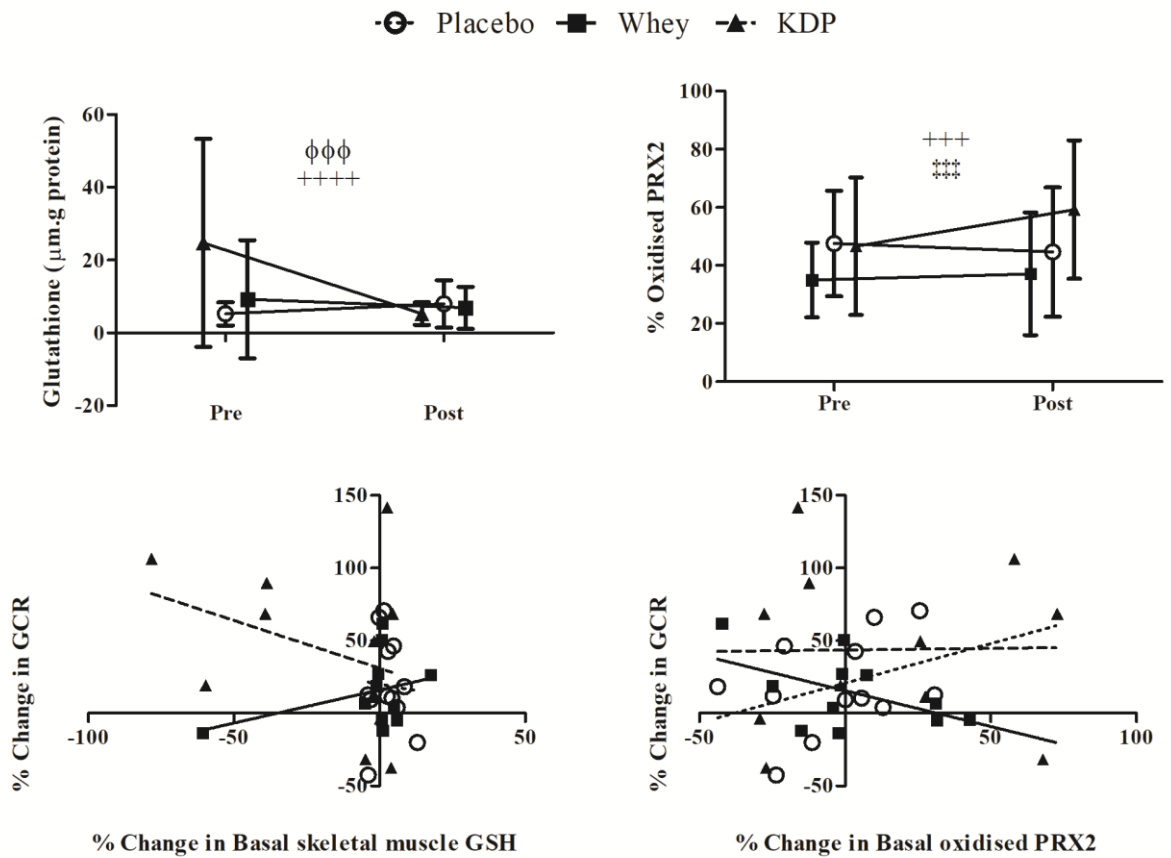 Placebo Whey KDP
Glutathione (μm.g protein)
60
40
20
0
-20
ϕϕϕ
++++
Pre Post
% Oxidised PRX2
100
80
60
40
20
0
+++
‡‡‡
Pre Post
% Change in GCR
150
100
50
-50
-100 -50 50
% Change in Basal skeletal muscle GSH
% Change in GCR
150
100
50
-50
-50 50 100
% Change in Basal oxidised PRX2